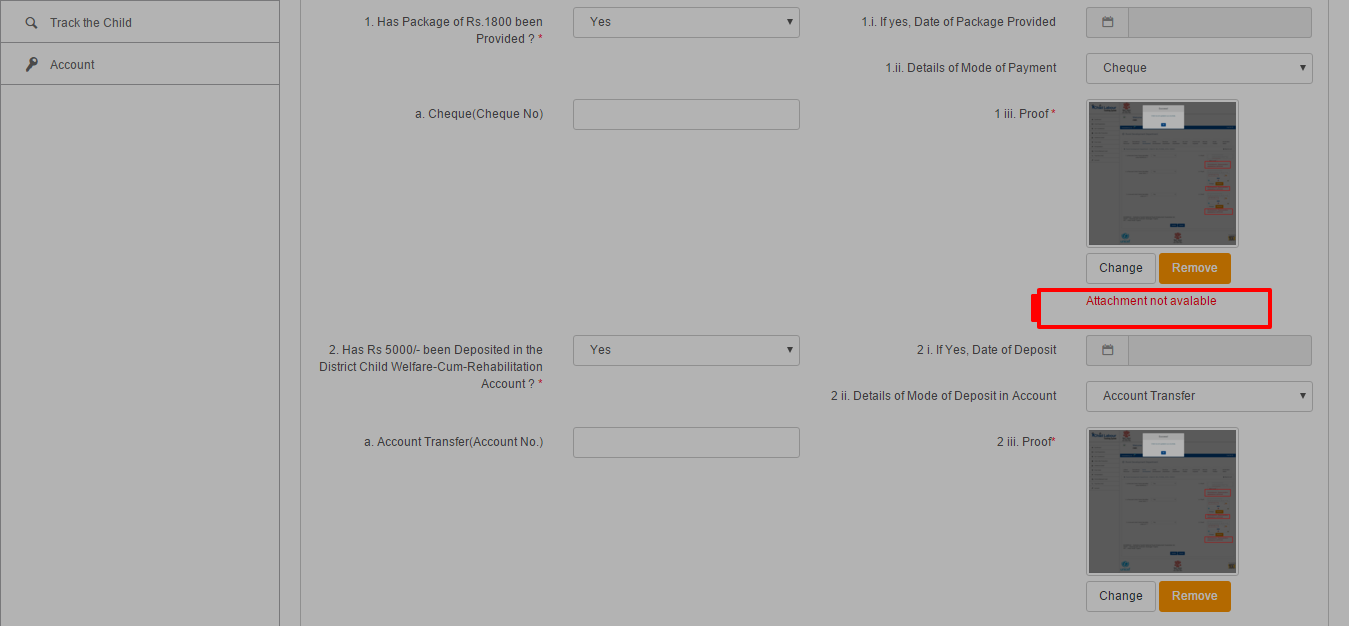 Track the Child
Account
1. Has Package of Rs.1800 been
Provided ? *
Yes
1.i. If yes, Date of Package Provided
1.ii. Details of Mode of Payment
Cheque
a. Cheque(Cheque No)
1 iii. Proof *
Change
Remove
Attachment not avalable
2. Has Rs 5000/- been Deposited in the
District Child Welfare-Cum-Rehabilitation
Account ? *
Yes
2 i. If Yes, Date of Deposit
2 ii. Details of Mode of Deposit in Account
Account Transfer
a. Account Transfer(Account No.)
2 iii. Proof*
Change
Remove